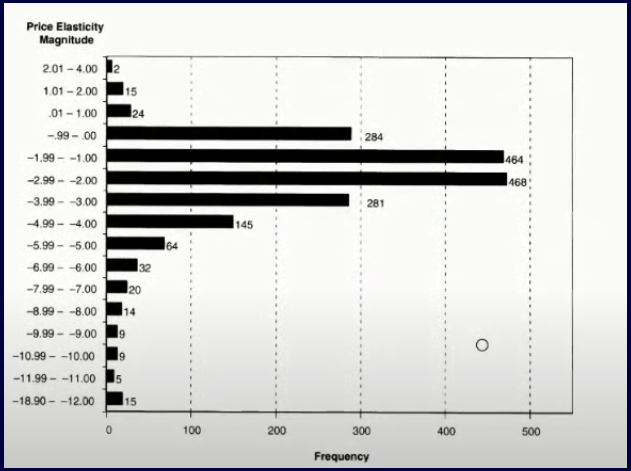 Price Elasticity
Magnitude
2.01 – 4.00 2
1.01 – 2.00 15
.01 – 1.00 24
–.99 – .00 284
–1.99 – –1.00 464
–2.99 – –2.00 468
–3.99 – –3.00 281
–4.99 – –4.00 145
–5.99 – –5.00 64
–6.99 – –6.00 32
–7.99 – –7.00 20
–8.99 – –8.00 14
–9.99 – –9.00 9
–10.99 – –10.00 9
–11.99 – –11.00 5
–18.90 – –12.00 15
0 100 200 300 400 500
Frequency